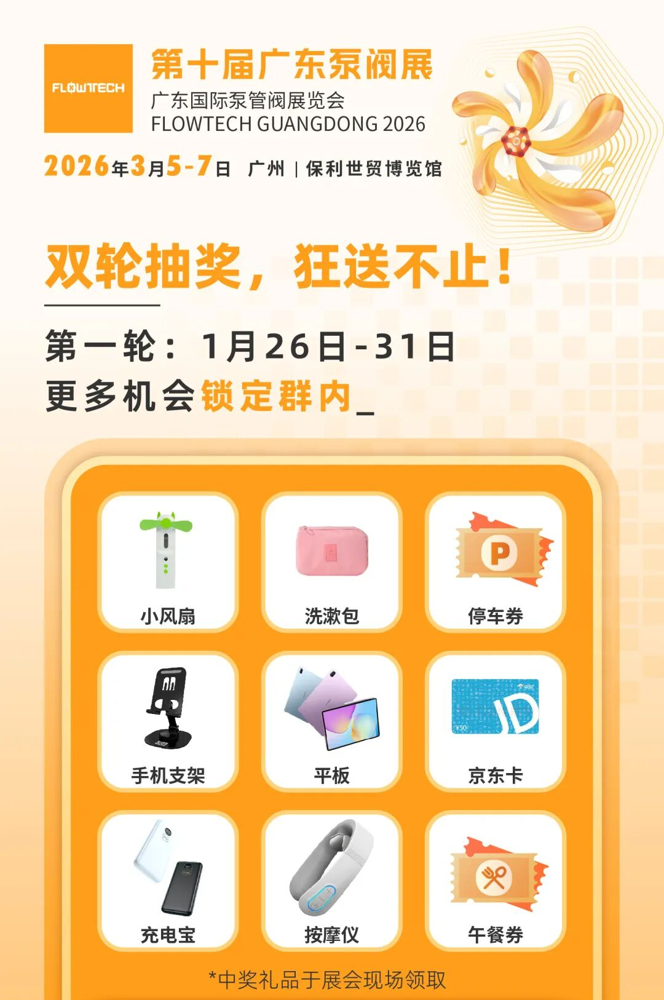 FLOWTECH
第十届广东泵阀展
广东国际泵管阀展览会
FLOWTECH GUANGDONG 2026
2026年3月5-7日 广州 | 保利世贸博览馆
双轮抽奖，狂送不止！
第一轮：1月26日-31日
更多机会锁定群内_
P
小风扇
洗漱包
停车券
京东
JD
¥50
手机支架
平板
京东卡
充电宝
按摩仪
午餐券
*中奖礼品于展会现场领取